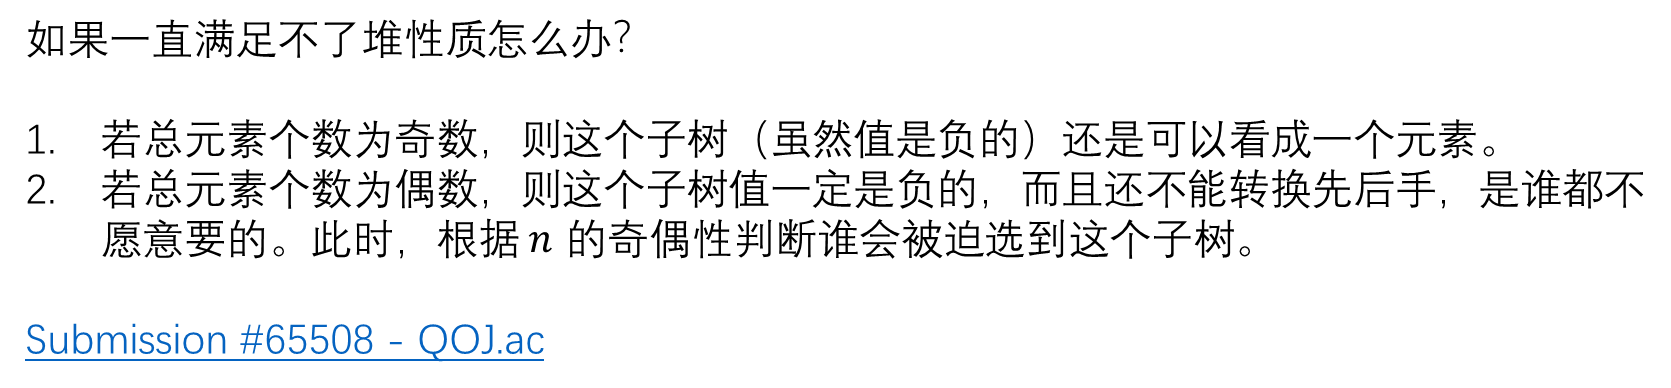 如果一直满足不了堆性质怎么办？
1. 若总元素个数为奇数，则这个子树（虽然值是负的）还是可以看成一个元素。
2. 若总元素个数为偶数，则这个子树值一定是负的，而且还不能转换先后手，是谁都不
愿意要的。此时，根据 n 的奇偶性判断谁会被迫选到这个子树。
Submission #65508 - QOJ.ac